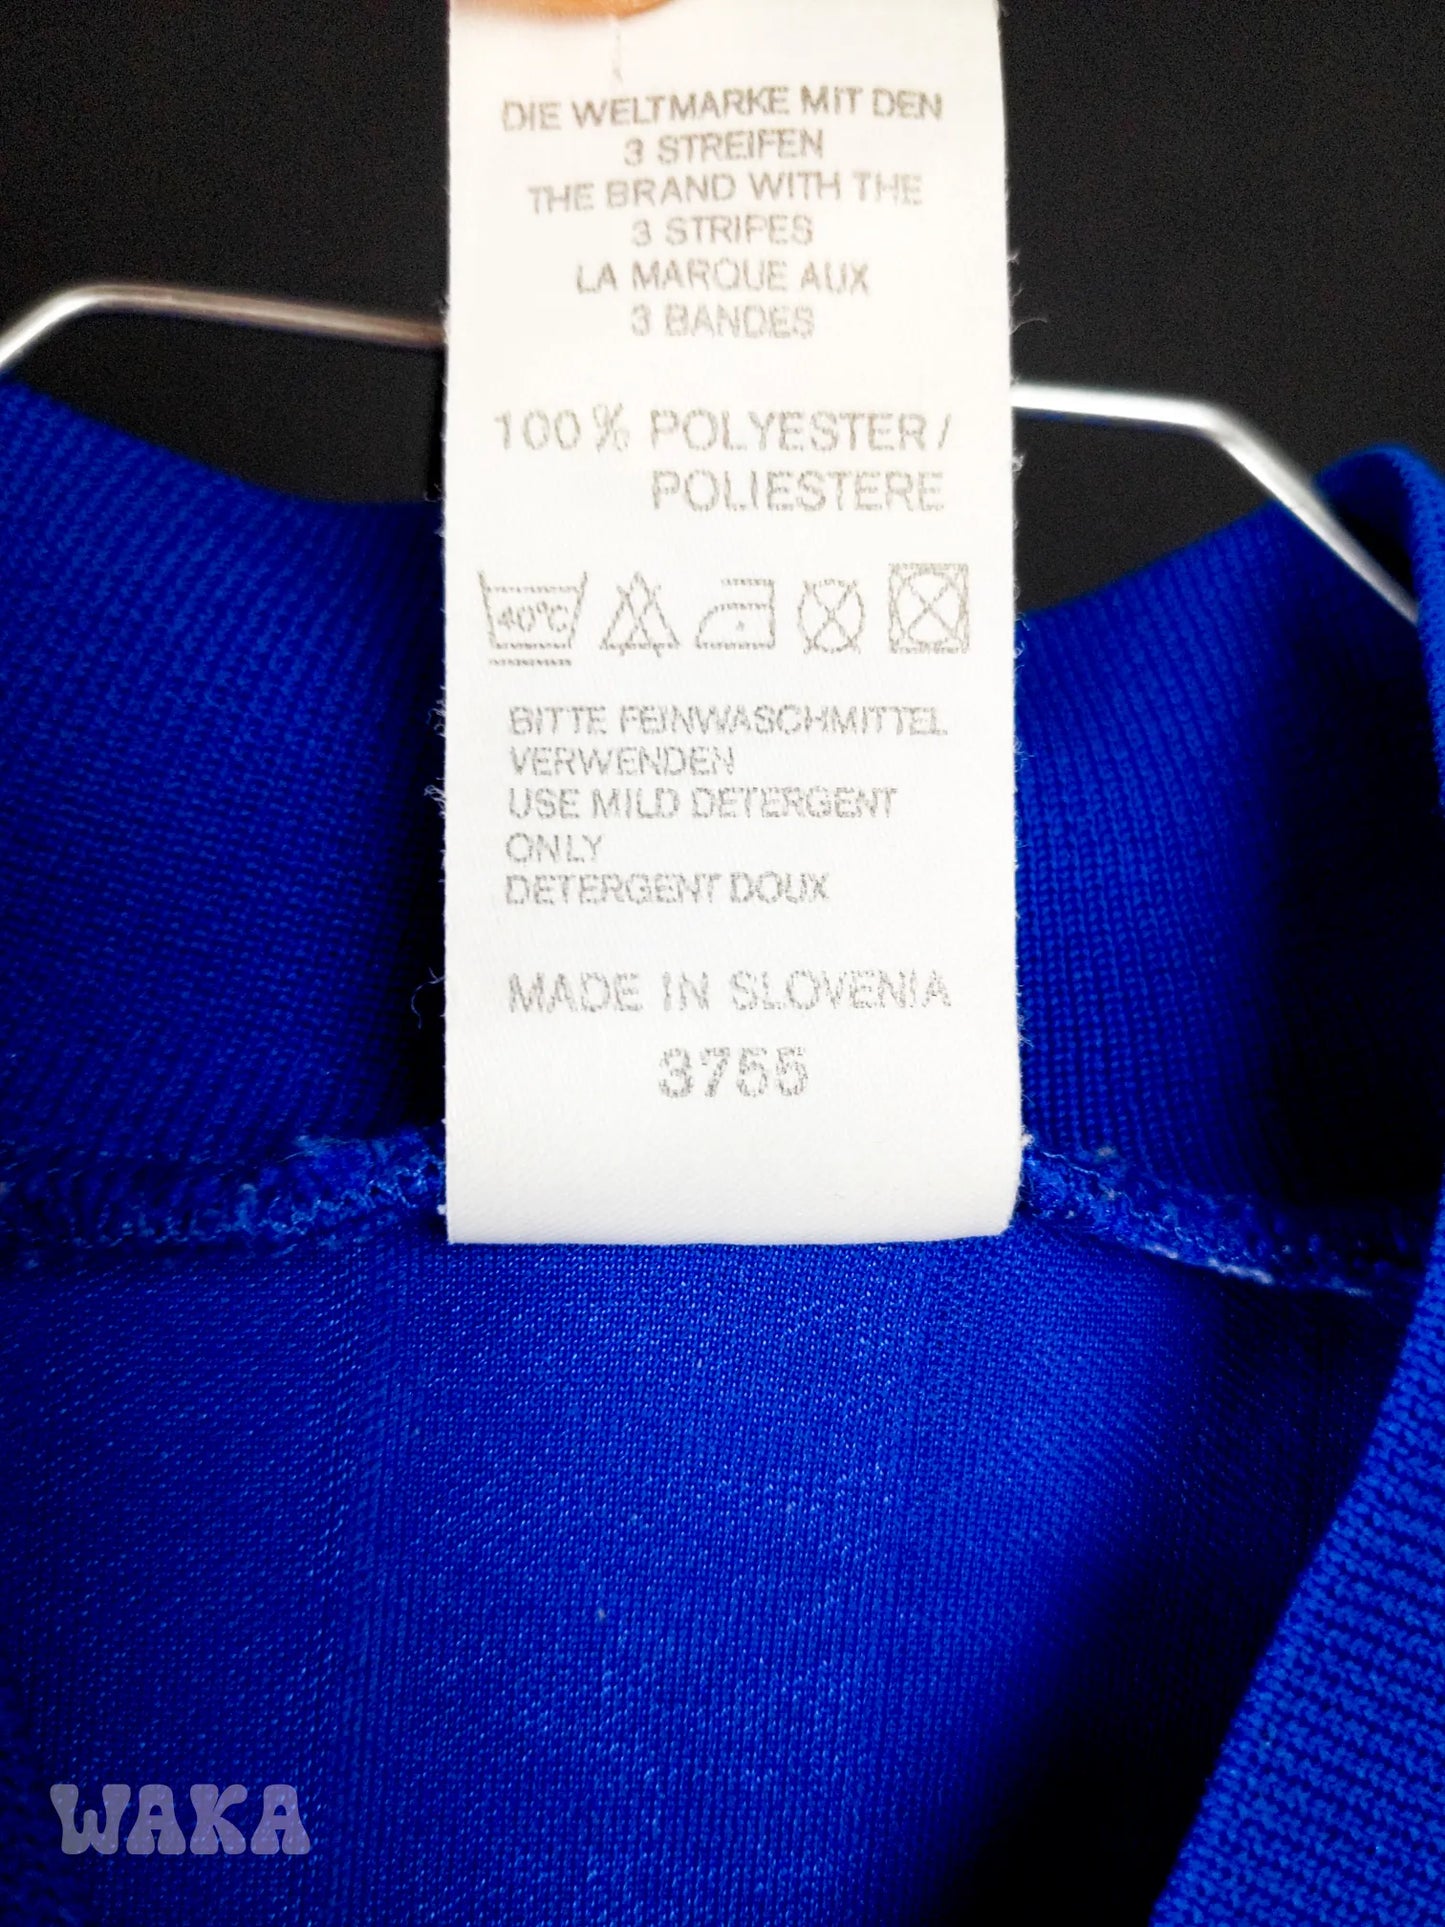 DIE WELTMARKE MIT DEN
3 STREIFEN
THE BRAND WITH THE
3 STRIPES
LA MARQUE AUX
3 BANDES
100% POLYESTER /
POLIESTERE
40°C
BITTE FEINWASCHMITTEL
VERWENDEN
USE MILD DETERGENT
ONLY
DETERGENT DOUX
MADE IN SLOVENIA
3755
WAKA